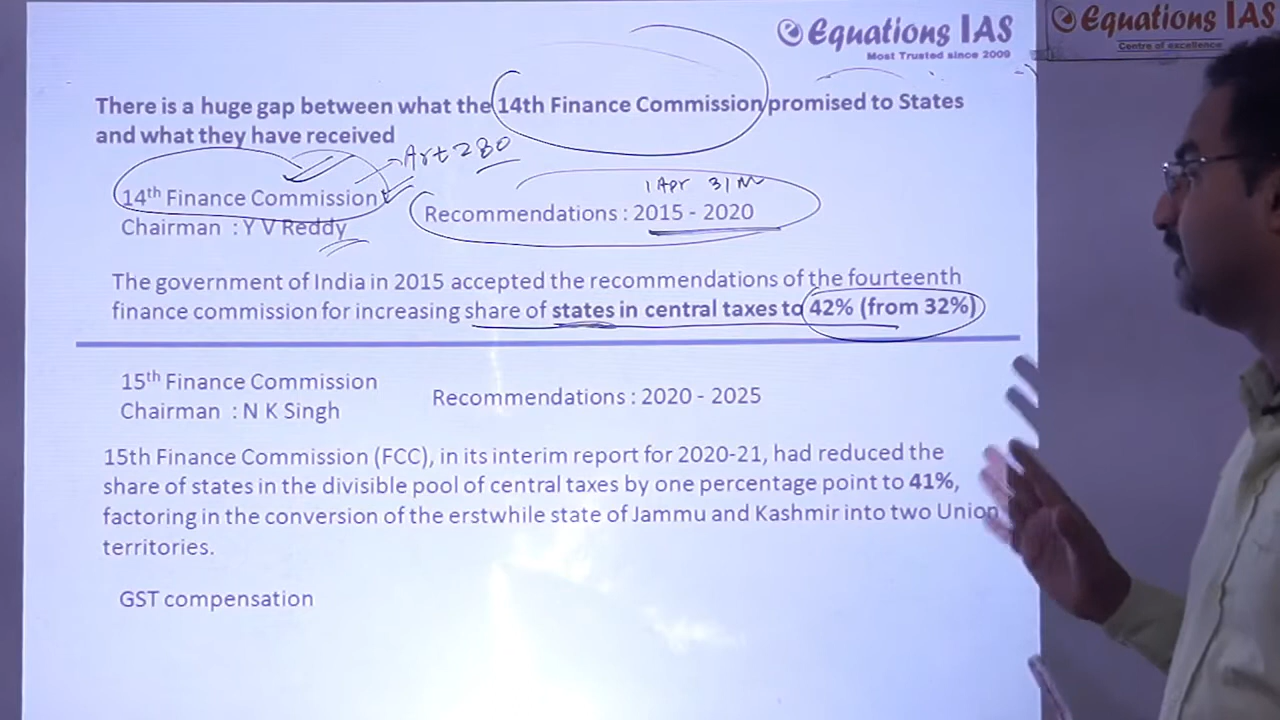 Equations IAS
Most Trusted since 2009
Equations IAS
Centre of excellence
There is a huge gap between what the 14th Finance Commission promised to States
and what they have received
Art 280
14th Finance Commission
Chairman : Y V Reddy
1 Apr 31 M
Recommendations : 2015 - 2020
The government of India in 2015 accepted the recommendations of the fourteenth
finance commission for increasing share of states in central taxes to 42% (from 32%)
15th Finance Commission
Chairman : N K Singh
Recommendations : 2020 - 2025
15th Finance Commission (FCC), in its interim report for 2020-21, had reduced the
share of states in the divisible pool of central taxes by one percentage point to 41%,
factoring in the conversion of the erstwhile state of Jammu and Kashmir into two Union
territories.
GST compensation